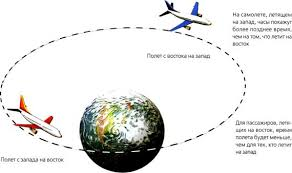 На самолете, летящем
на запад, часы покажут
более позднее время,
чем на том, что летит на
восток
Полет с востока на запад
Для пассажиров, летя-
щих на восток, время
полета будет меньше,
чем для тех, кто летит
на запад
Полет с запада на восток